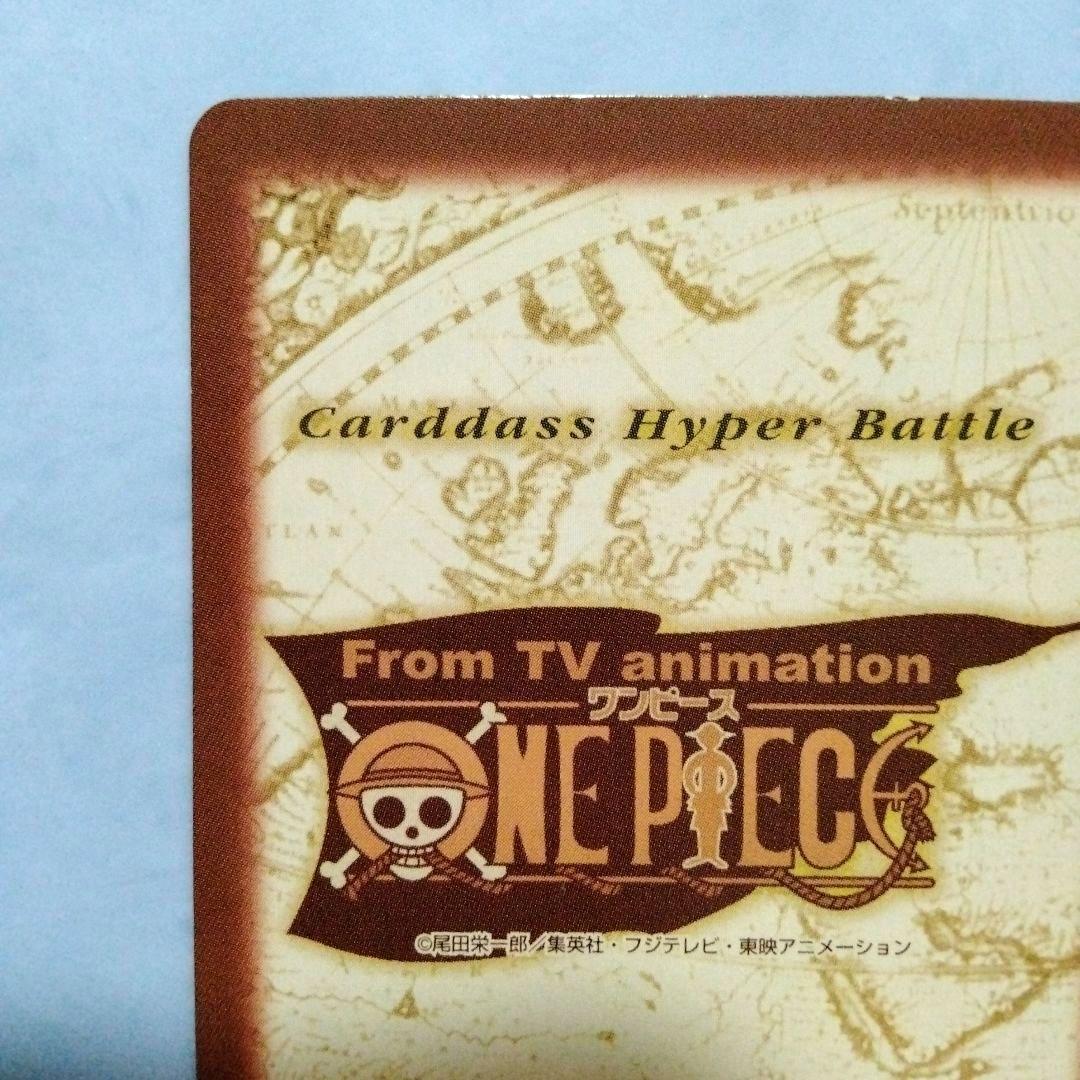 Septentrio
Carddass Hyper Battle
TLAN
From TV animation
ワンピース
ONE PIECE
©尾田栄一郎／集英社・フジテレビ・東映アニメーション